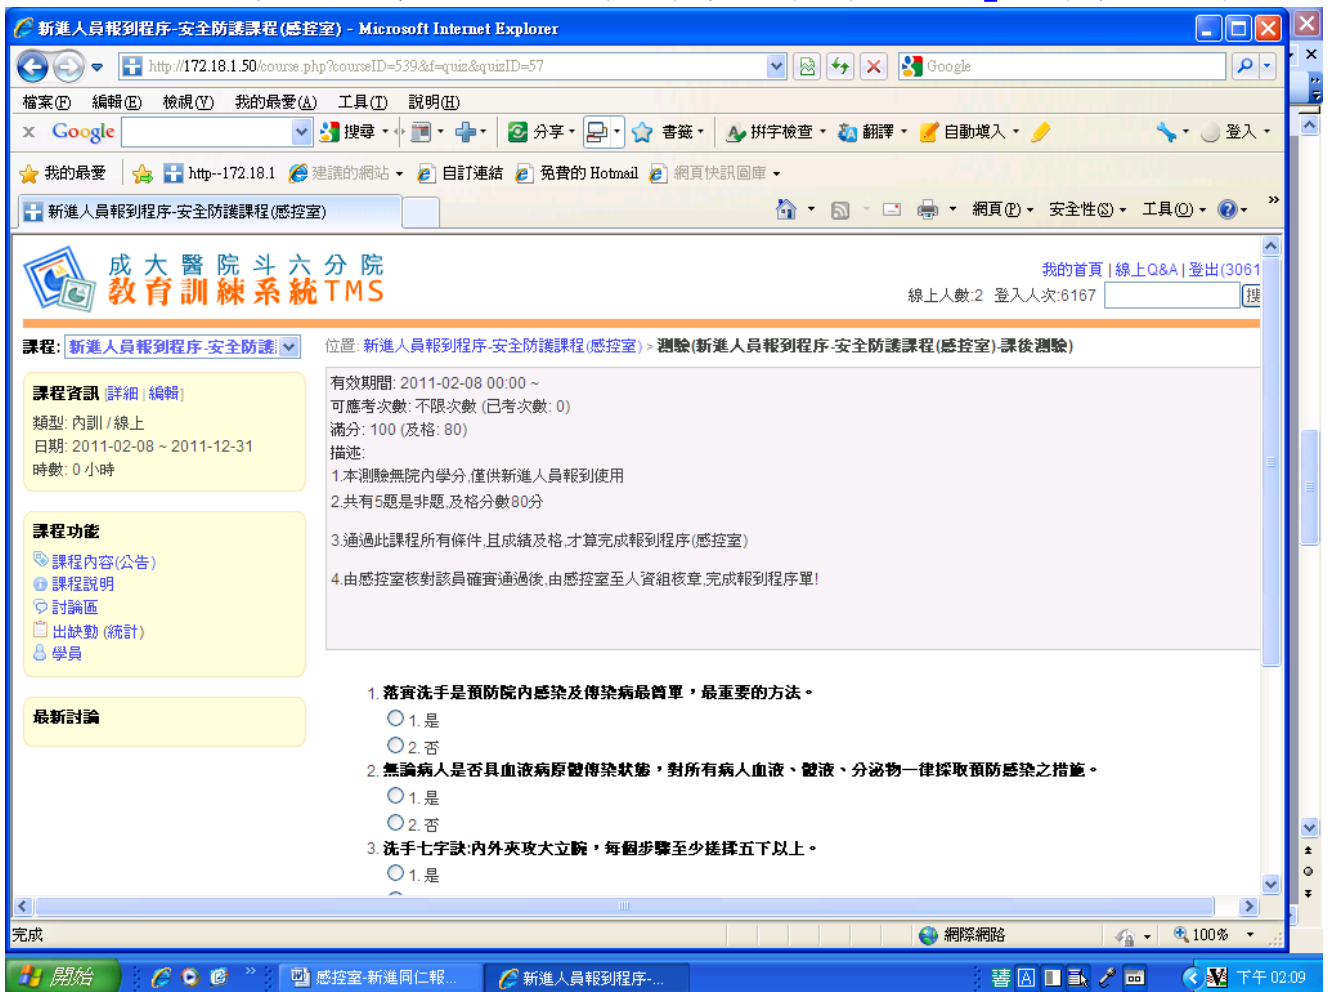 新進人員報到程序-安全防護課程(感控室) - Microsoft Internet Explorer
http://172.18.1.50/course.php?courseID=539&f=quiz&quizID=57
Google
檔案(F) 編輯(E) 檢視(V) 我的最愛(A) 工具(T) 說明(H)
x Google 搜尋 分享 書籤 拼字檢查 翻譯 自動填入 登入
我的最愛 http--172.18.1 建議的網站 自訂連結 免費的 Hotmail 網頁快訊圖庫
新進人員報到程序-安全防護課程(感控室) 網頁(P) 安全性(S) 工具(O)
成大醫院斗六分院
教育訓練系統TMS
我的首頁 | 線上Q&A | 登出(3061
線上人數:2 登入人次:6167
課程: 新進人員報到程序-安全防護
位置: 新進人員報到程序-安全防護課程(感控室) > 測驗(新進人員報到程序-安全防護課程(感控室)-課後測驗)
課程資訊 [詳細 | 編輯]
類型: 內訓 / 線上
日期: 2011-02-08 ~ 2011-12-31
時數: 0 小時
課程功能
課程內容(公告)
課程說明
討論區
出缺勤 (統計)
學員
最新討論
有效期間: 2011-02-08 00:00 ~
可應考次數: 不限次數 (已考次數: 0)
滿分: 100 (及格: 80)
描述:
1.本測驗無院內學分,僅供新進人員報到使用
2.共有5題是非題,及格分數80分
3.通過此課程所有條件,且成績及格,才算完成報到程序(感控室)
4.由感控室核對該員確實通過後,由感控室至人資組核章,完成報到程序單!
1. 落實洗手是預防院內感染及傳染病最簡單，最重要的方法。
1. 是
2. 否
2. 無論病人是否具血液病原體傳染狀態，對所有病人血液、體液、分泌物一律採取預防感染之措施。
1. 是
2. 否
3. 洗手七字訣:內外夾攻大立腕，每個步驟至少搓揉五下以上。
1. 是
完成 網際網路 100%
開始 感控室-新進同仁報... 新進人員報到程序-... 下午 02:09